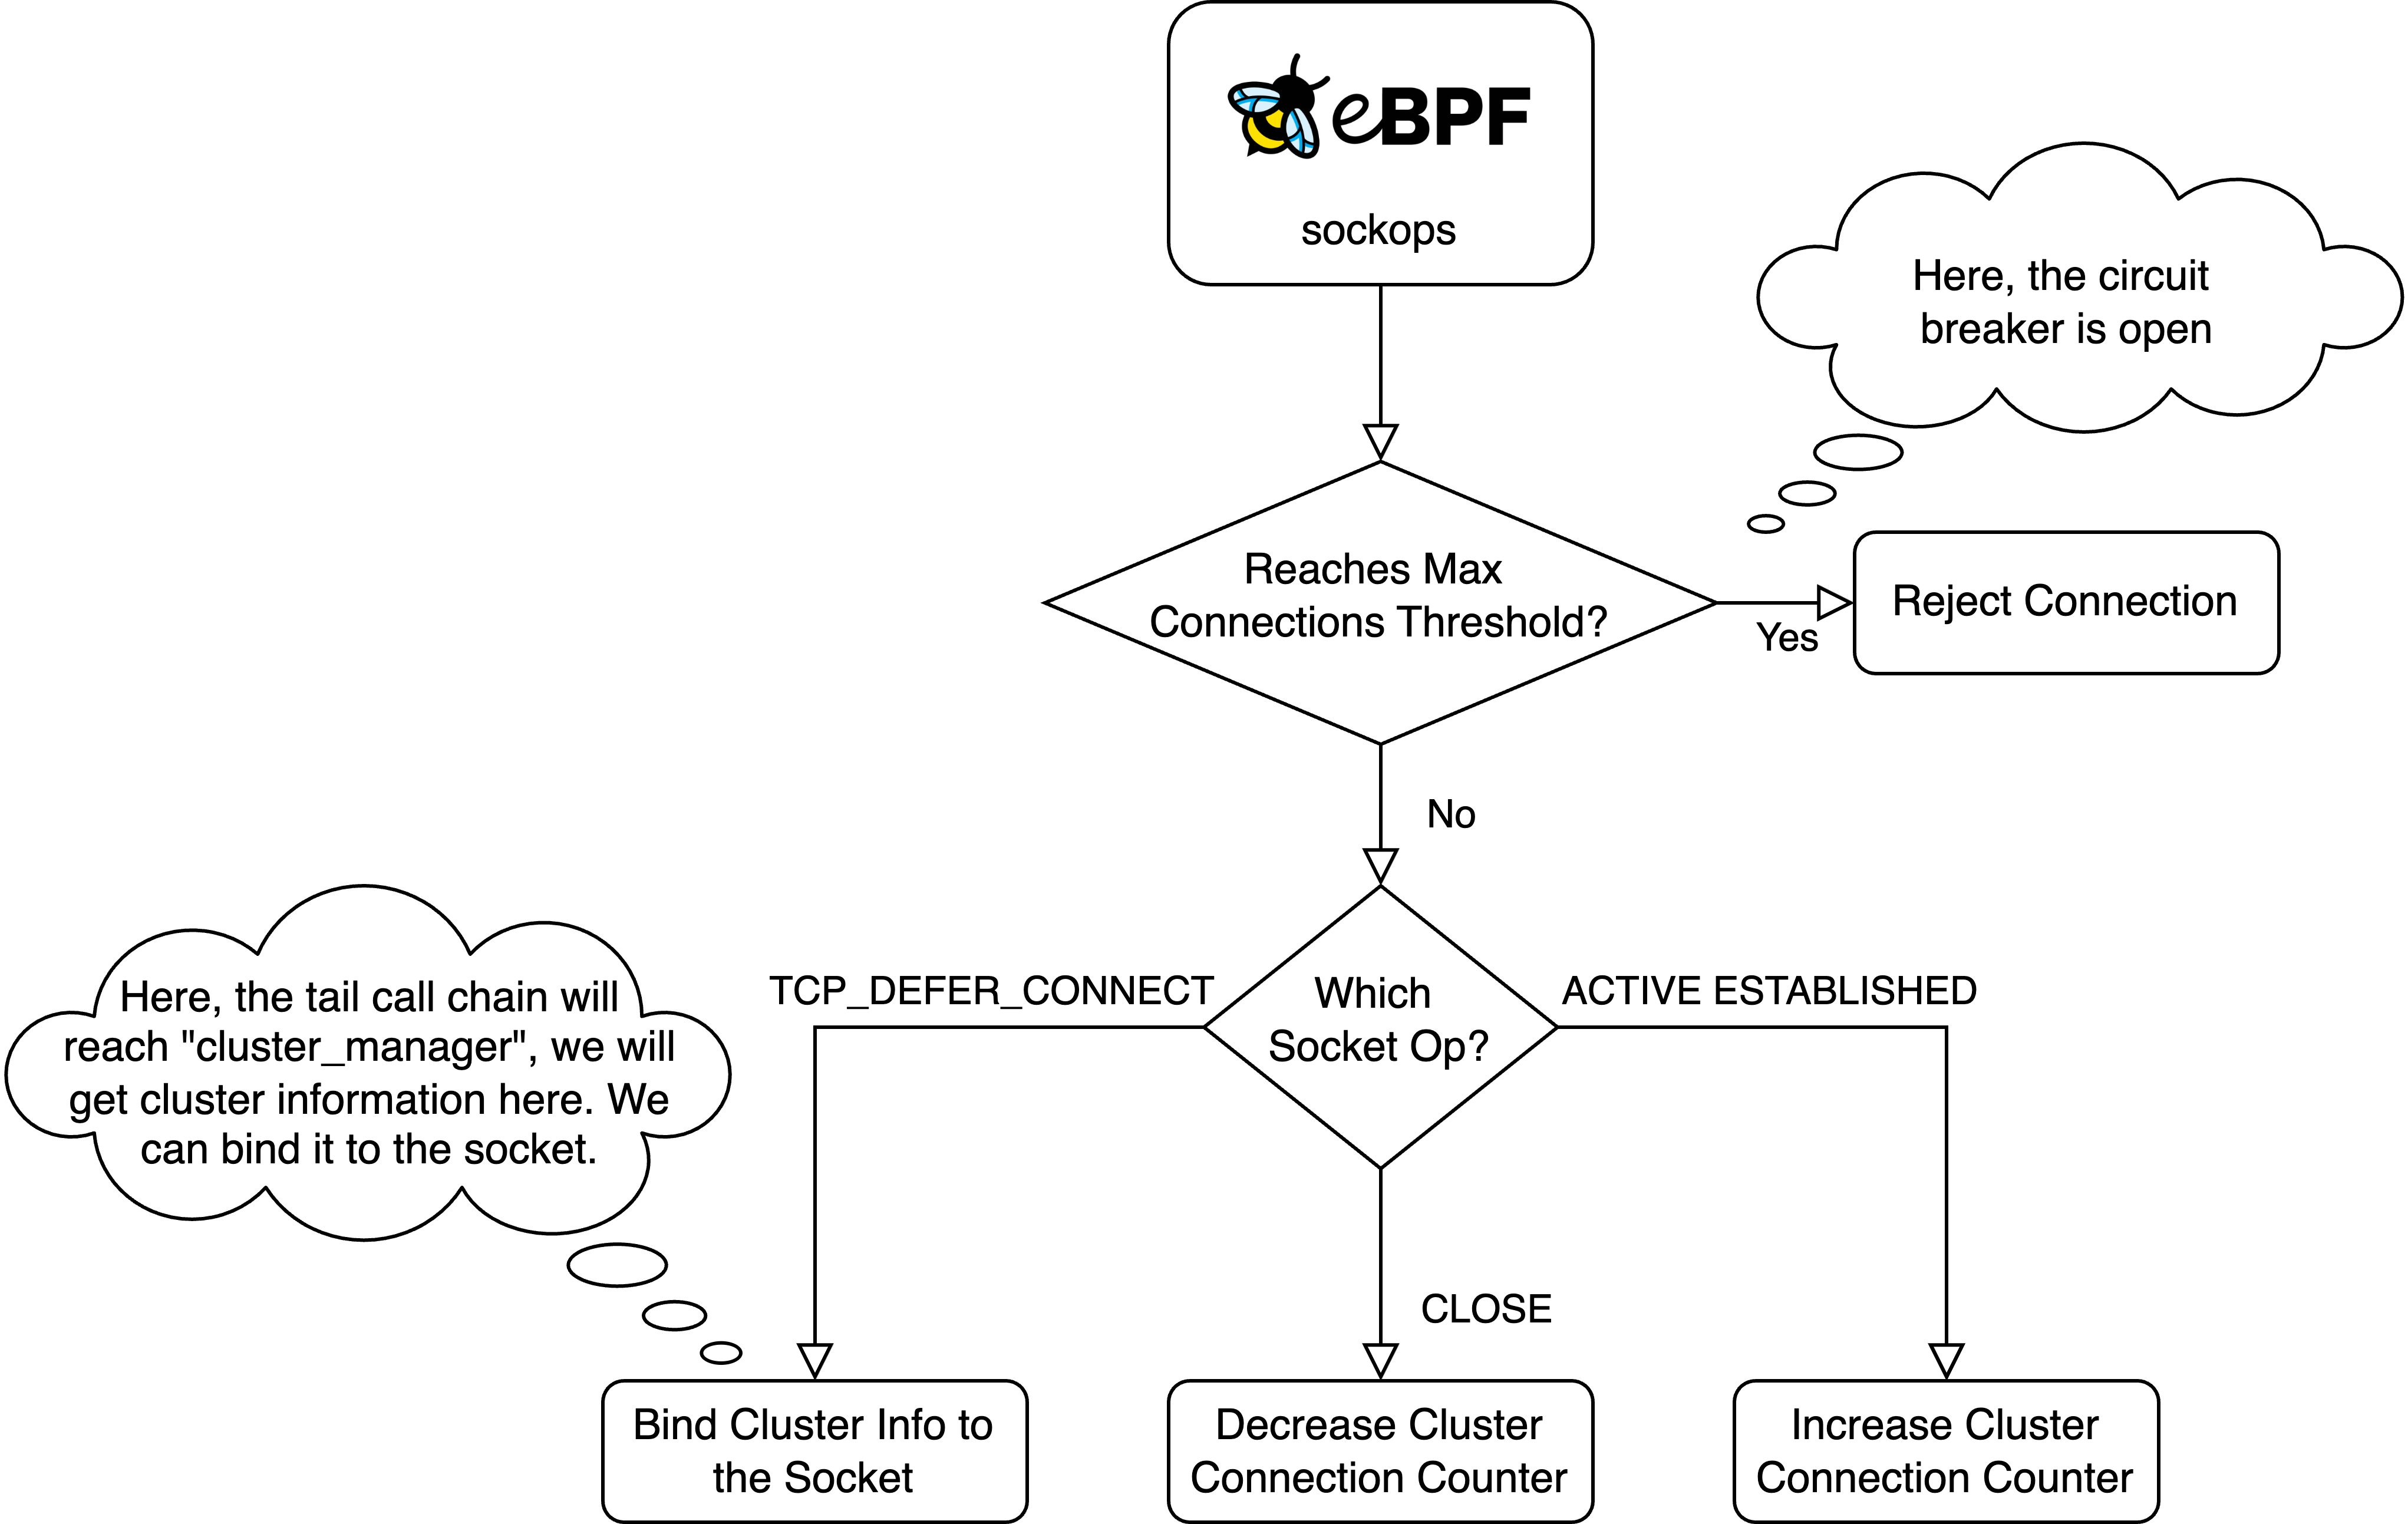 eBPF
sockops
Here, the circuit
breaker is open
Reaches Max
Connections Threshold?
Yes
Reject Connection
No
Here, the tail call chain will
reach "cluster_manager", we will
get cluster information here. We
can bind it to the socket.
TCP_DEFER_CONNECT
Which
Socket Op?
ACTIVE ESTABLISHED
CLOSE
Bind Cluster Info to
the Socket
Decrease Cluster
Connection Counter
Increase Cluster
Connection Counter